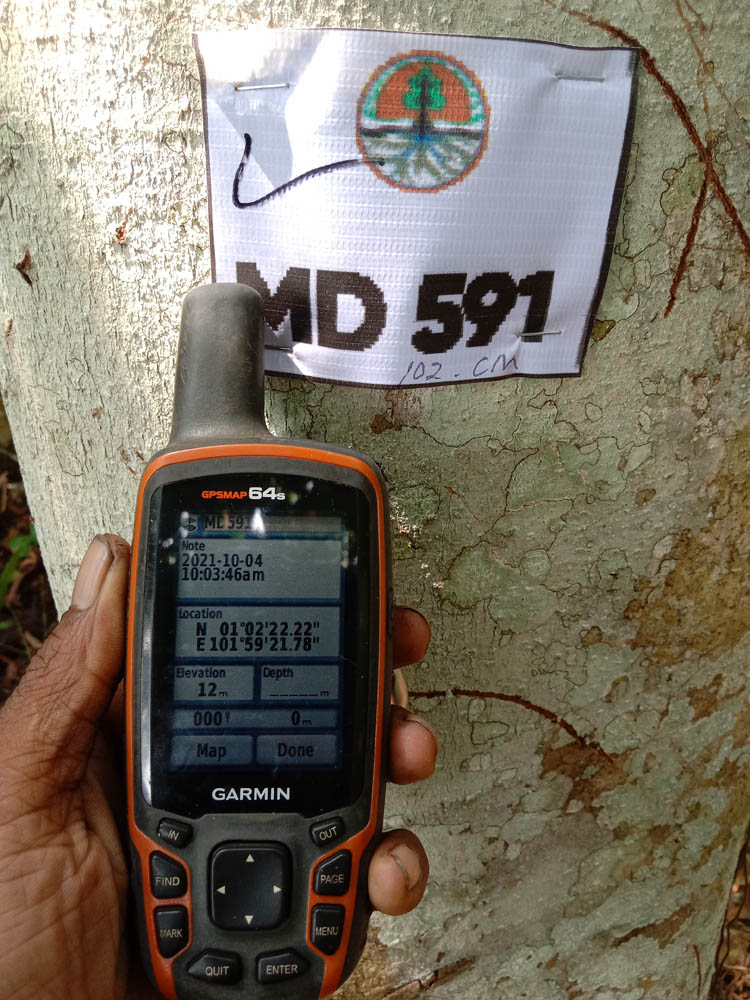 MD 591
102. CM
GPSMAP 64s
MD591
Note
2021-10-04
10:03:46am
Location
N 01°02'22.22"
E 101°59'21.78"
Elevation Depth
12 m _____ m
000° 0 m
Map Done
GARMIN
IN OUT
FIND PAGE
MARK MENU
QUIT ENTER